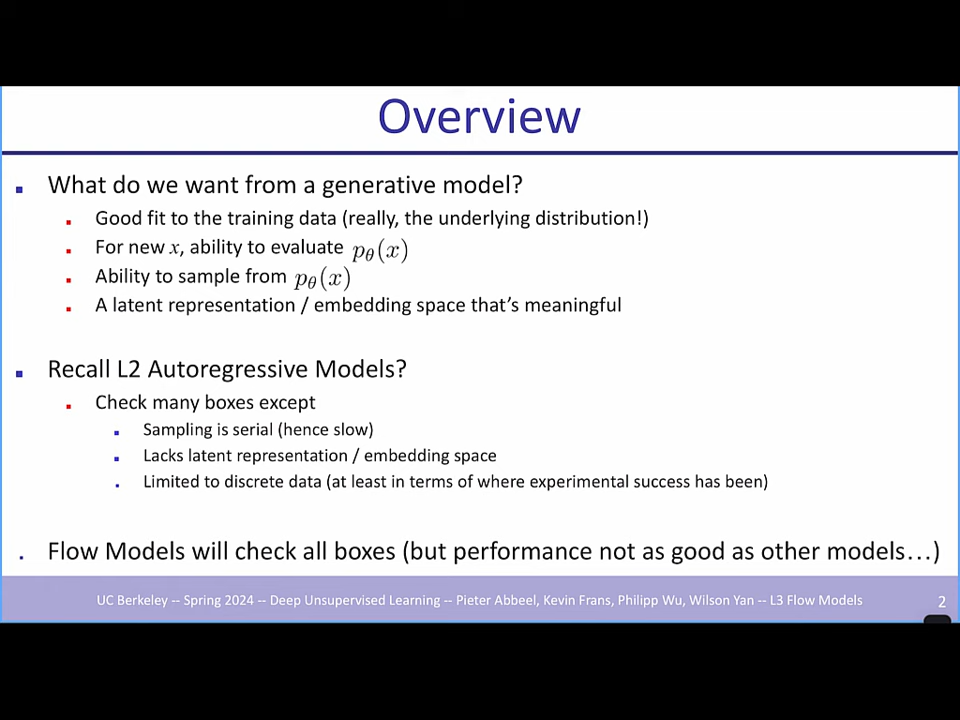 Overview
What do we want from a generative model?
Good fit to the training data (really, the underlying distribution!)
For new x, ability to evaluate p_θ(x)
Ability to sample from p_θ(x)
A latent representation / embedding space that's meaningful
Recall L2 Autoregressive Models?
Check many boxes except
Sampling is serial (hence slow)
Lacks latent representation / embedding space
Limited to discrete data (at least in terms of where experimental success has been)
Flow Models will check all boxes (but performance not as good as other models…)
UC Berkeley -- Spring 2024 -- Deep Unsupervised Learning -- Pieter Abbeel, Kevin Frans, Philipp Wu, Wilson Yan -- L3 Flow Models
2